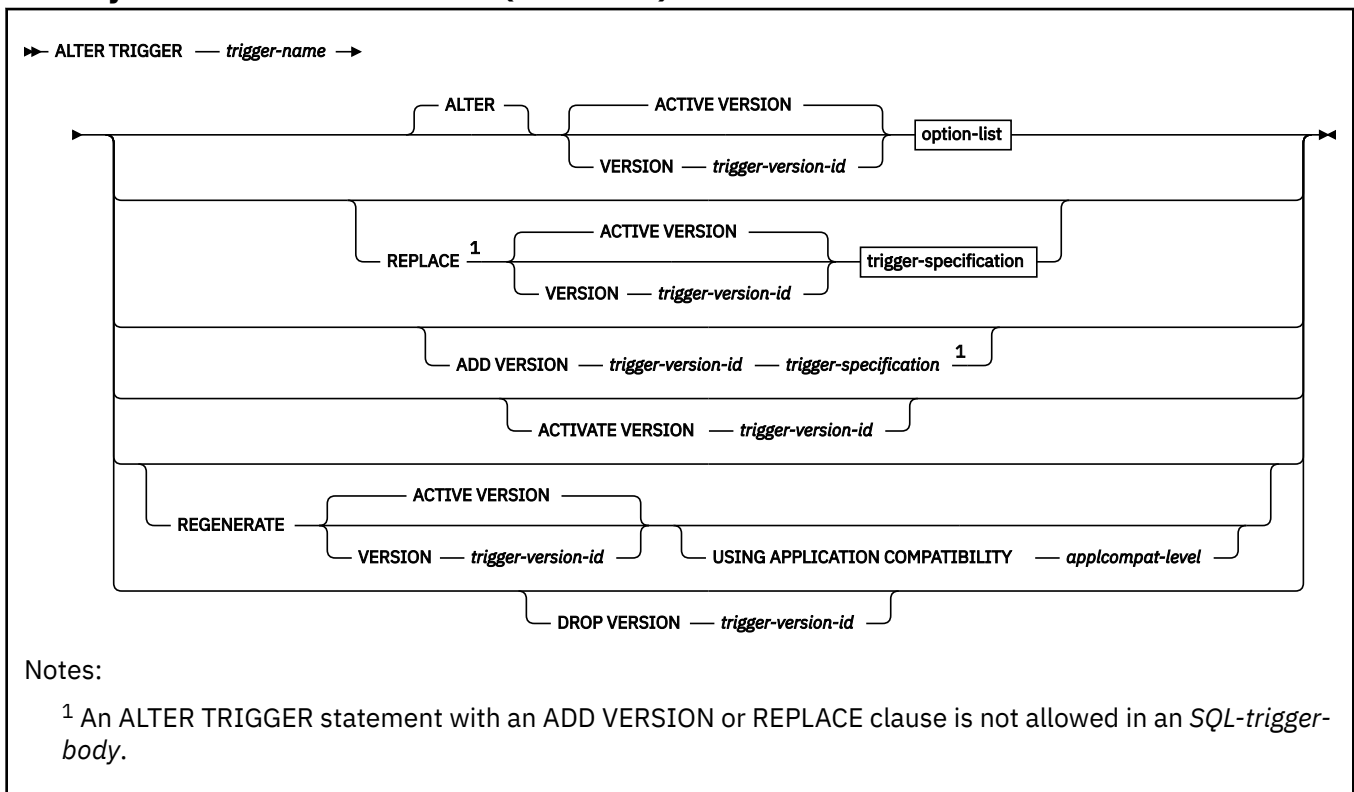 ALTER TRIGGER trigger-name
ALTER ACTIVE VERSION
option-list
VERSION trigger-version-id
ACTIVE VERSION
REPLACE 1 trigger-specification
VERSION trigger-version-id
ADD VERSION trigger-version-id trigger-specification 1
ACTIVATE VERSION trigger-version-id
ACTIVE VERSION
REGENERATE
VERSION trigger-version-id USING APPLICATION COMPATIBILITY applcompat-level
DROP VERSION trigger-version-id
Notes:
1 An ALTER TRIGGER statement with an ADD VERSION or REPLACE clause is not allowed in an SQL-trigger-
body.